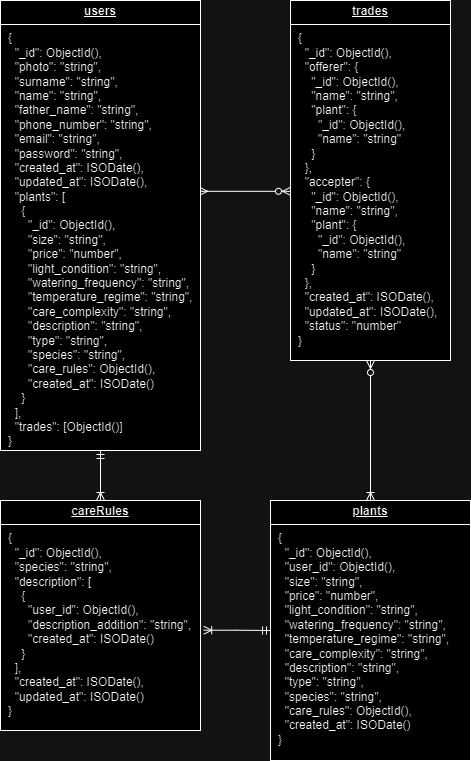 users
{
"_id": ObjectId(),
"photo": "string",
"surname": "string",
"name": "string",
"father_name": "string",
"phone_number": "string",
"email": "string",
"password": "string",
"created_at": ISODate(),
"updated_at": ISODate(),
"plants": [
{
"_id": ObjectId(),
"size": "string",
"price": "number",
"light_condition": "string",
"watering_frequency": "string",
"temperature_regime": "string",
"care_complexity": "string",
"description": "string",
"type": "string",
"species": "string",
"care_rules": ObjectId(),
"created_at": ISODate()
}
],
"trades": [ObjectId()]
}
trades
{
"_id": ObjectId(),
"offerer": {
"_id": ObjectId(),
"name": "string",
"plant": {
"_id": ObjectId(),
"name": "string"
}
},
"accepter": {
"_id": ObjectId(),
"name": "string",
"plant": {
"_id": ObjectId(),
"name": "string"
}
},
"created_at": ISODate(),
"updated_at": ISODate(),
"status": "number"
}
careRules
{
"_id": ObjectId(),
"species": "string",
"description": [
{
"user_id": ObjectId(),
"description_addition": "string",
"created_at": ISODate()
}
],
"created_at": ISODate(),
"updated_at": ISODate()
}
plants
{
"_id": ObjectId(),
"user_id": ObjectId(),
"size": "string",
"price": "number",
"light_condition": "string",
"watering_frequency": "string",
"temperature_regime": "string",
"care_complexity": "string",
"description": "string",
"type": "string",
"species": "string",
"care_rules": ObjectId(),
"created_at": ISODate()
}